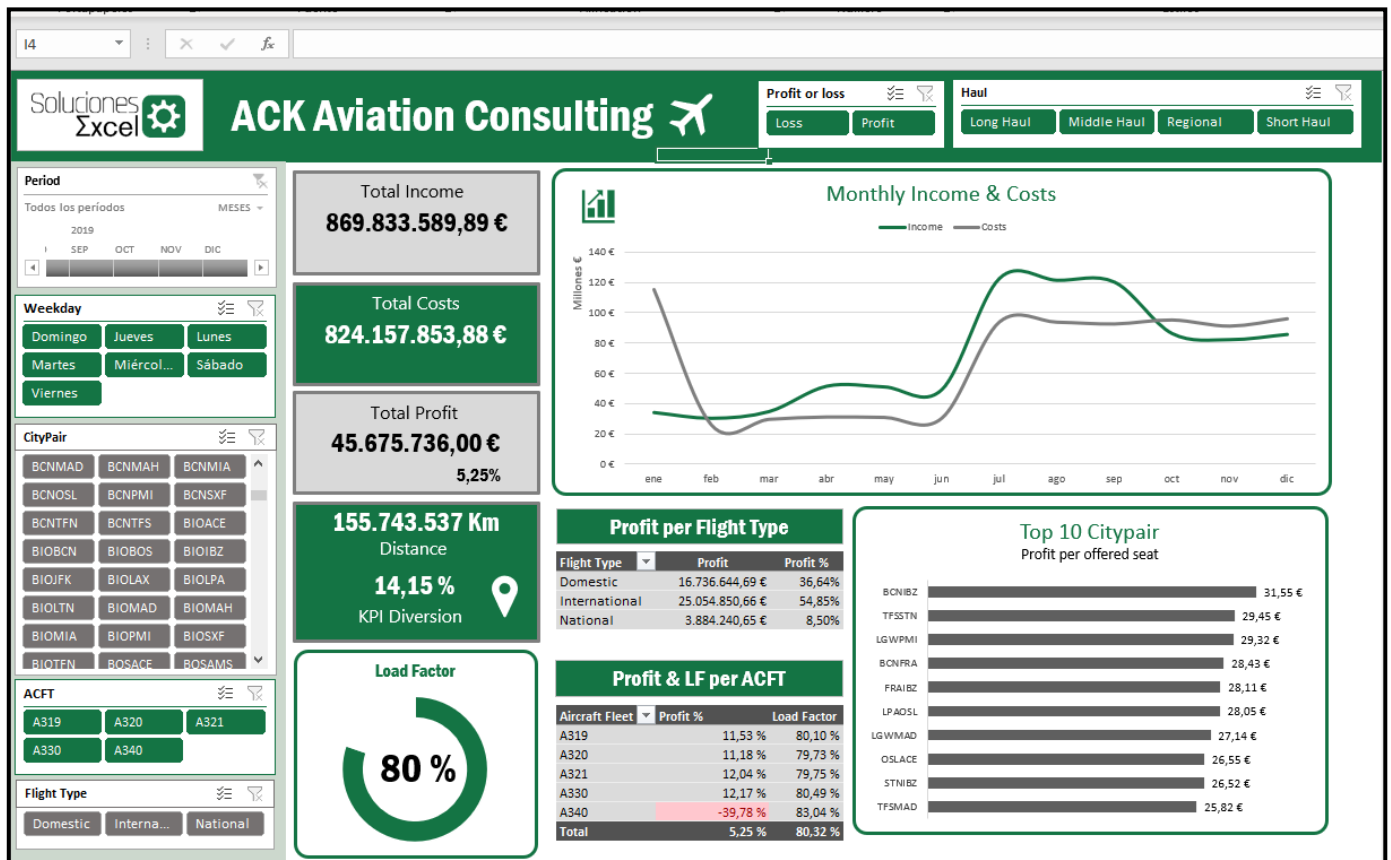 I4
fx
Soluciones
Σxcel
ACK Aviation Consulting
Profit or loss
Loss Profit
Haul
Long Haul Middle Haul Regional Short Haul
Period
Todos los períodos MESES
2019
SEP OCT NOV DIC
Weekday
Domingo Jueves Lunes
Martes Miércol... Sábado
Viernes
CityPair
BCNMAD BCNMAH BCNMIA
BCNOSL BCNPMI BCNSXF
BCNTFN BCNTFS BIOACE
BIOBCN BIOBOS BIOIBZ
BIOJFK BIOLAX BIOLPA
BIOLTN BIOMAD BIOMAH
BIOMIA BIOPMI BIOSXF
BIOTFN BOSACE BOSAMS
ACFT
A319 A320 A321
A330 A340
Flight Type
Domestic Interna... National
Total Income
869.833.589,89 €
Total Costs
824.157.853,88 €
Total Profit
45.675.736,00 €
5,25%
155.743.537 Km
Distance
14,15 %
KPI Diversion
Load Factor
80 %
Monthly Income & Costs
Income Costs
Millones €
140 €
120 €
100 €
80 €
60 €
40 €
20 €
0 €
ene feb mar abr may jun jul ago sep oct nov dic
Profit per Flight Type
Flight Type Profit Profit %
Domestic 16.736.644,69 € 36,64%
International 25.054.850,66 € 54,85%
National 3.884.240,65 € 8,50%
Profit & LF per ACFT
Aircraft Fleet Profit % Load Factor
A319 11,53 % 80,10 %
A320 11,18 % 79,73 %
A321 12,04 % 79,75 %
A330 12,17 % 80,49 %
A340 -39,78 % 83,04 %
Total 5,25 % 80,32 %
Top 10 Citypair
Profit per offered seat
BCNIBZ 31,55 €
TFSSTN 29,45 €
LGWPMI 29,32 €
BCNFRA 28,43 €
FRAIBZ 28,11 €
LPAOSL 28,05 €
LGWMAD 27,14 €
OSLACE 26,55 €
STNIBZ 26,52 €
TFSMAD 25,82 €